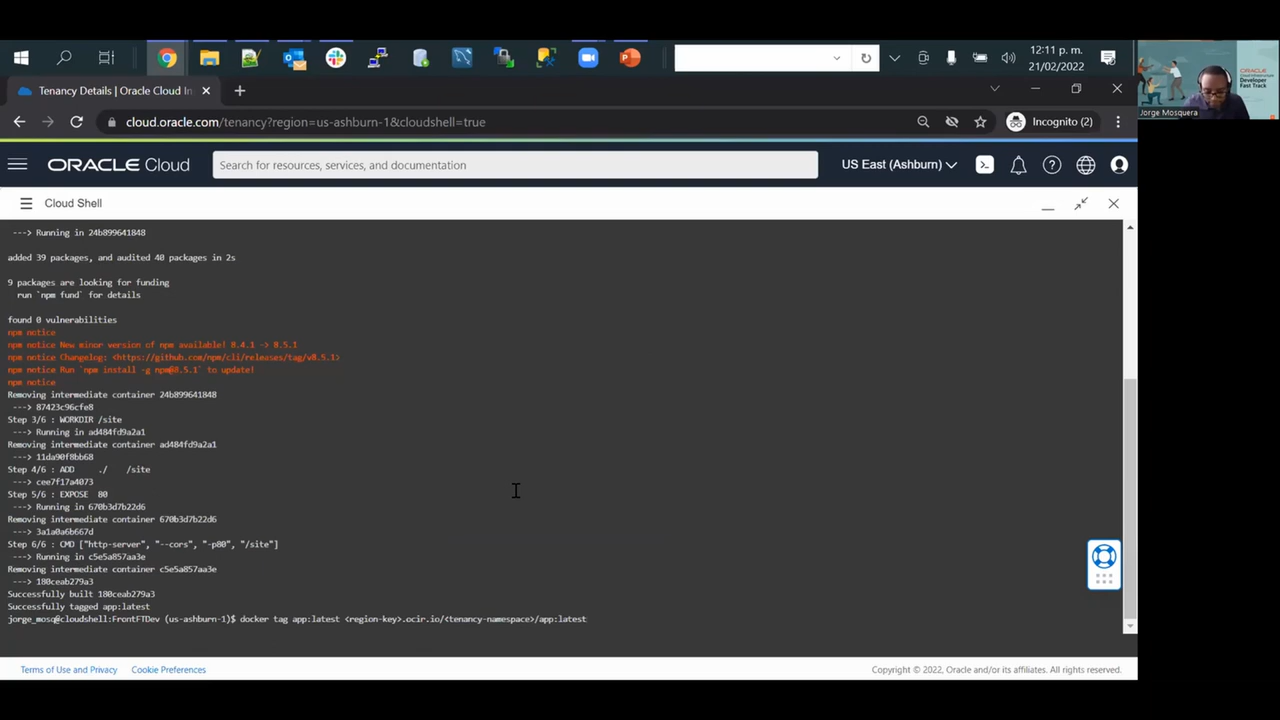 12:11 p. m.
21/02/2022
Tenancy Details | Oracle Cloud In
cloud.oracle.com/tenancy?region=us-ashburn-1&cloudshell=true
Incognito (2)
ORACLE Cloud
Search for resources, services, and documentation
US East (Ashburn)
Cloud Shell
---> Running in 24b899641848
added 39 packages, and audited 40 packages in 2s
9 packages are looking for funding
run `npm fund` for details
found 0 vulnerabilities
npm notice
npm notice New minor version of npm available! 8.4.1 -> 8.5.1
npm notice Changelog: <https://github.com/npm/cli/releases/tag/v8.5.1>
npm notice Run `npm install -g npm@8.5.1` to update!
npm notice
Removing intermediate container 24b899641848
---> 87423c96cfe8
Step 3/6 : WORKDIR /site
---> Running in ad484fd9a2a1
Removing intermediate container ad484fd9a2a1
---> 11da90f8bb68
Step 4/6 : ADD ./ /site
---> cee7f17a4073
Step 5/6 : EXPOSE 80
---> Running in 670b3d7b22d6
Removing intermediate container 670b3d7b22d6
---> 3a1a0a6b667d
Step 6/6 : CMD ["http-server", "--cors", "-p80", "/site"]
---> Running in c5e5a857aa3e
Removing intermediate container c5e5a857aa3e
---> 180ceab279a3
Successfully built 180ceab279a3
Successfully tagged app:latest
jorge_mosq@cloudshell:FrontFTDev (us-ashburn-1)$ docker tag app:latest <region-key>.ocir.io/<tenancy-namespace>/app:latest
Terms of Use and Privacy
Cookie Preferences
Copyright © 2022, Oracle and/or its affiliates. All rights reserved.
ORACLE
Developer
Fast Track
Jorge Mosquera